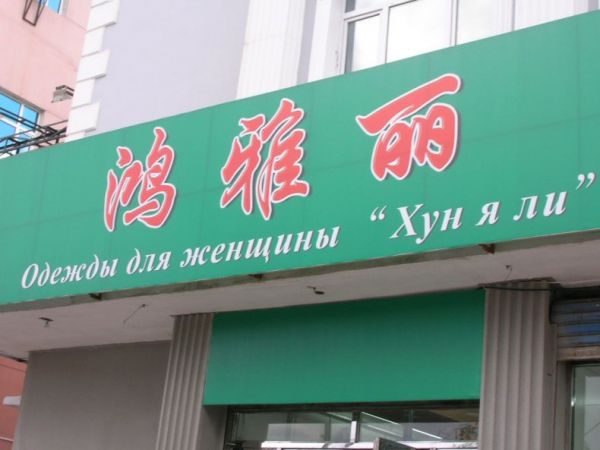 鸿雅丽
Одежды для женщины “Хун я ли”